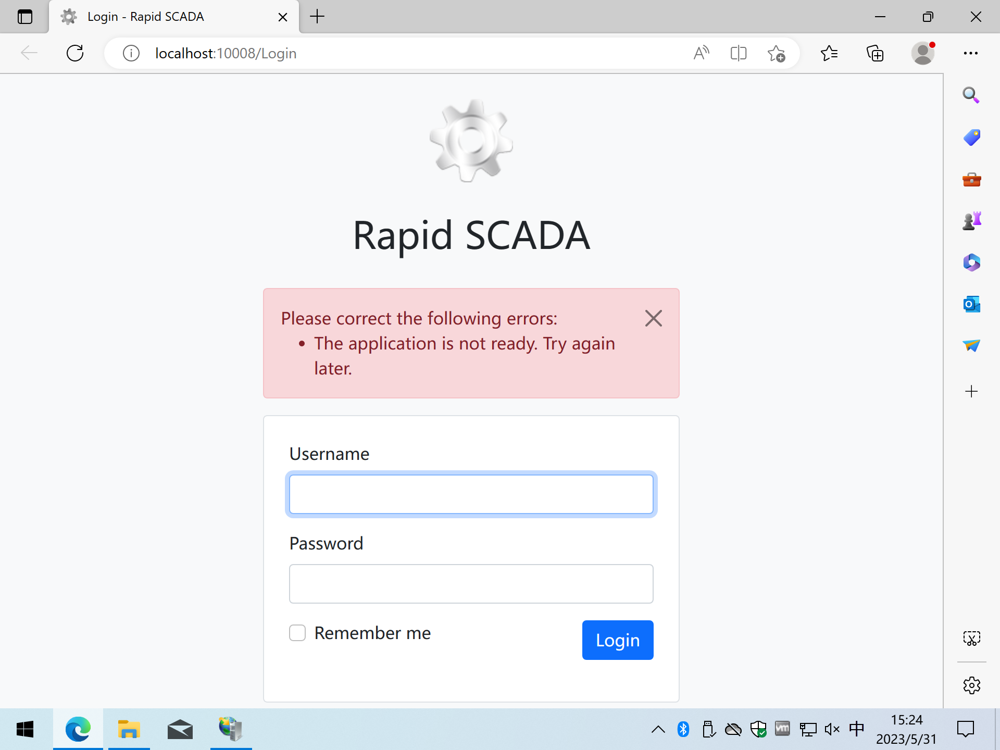 Login - Rapid SCADA
localhost:10008/Login
Rapid SCADA
Please correct the following errors:
• The application is not ready. Try again
later.
Username
Password
Remember me
Login
中
15:24
2023/5/31